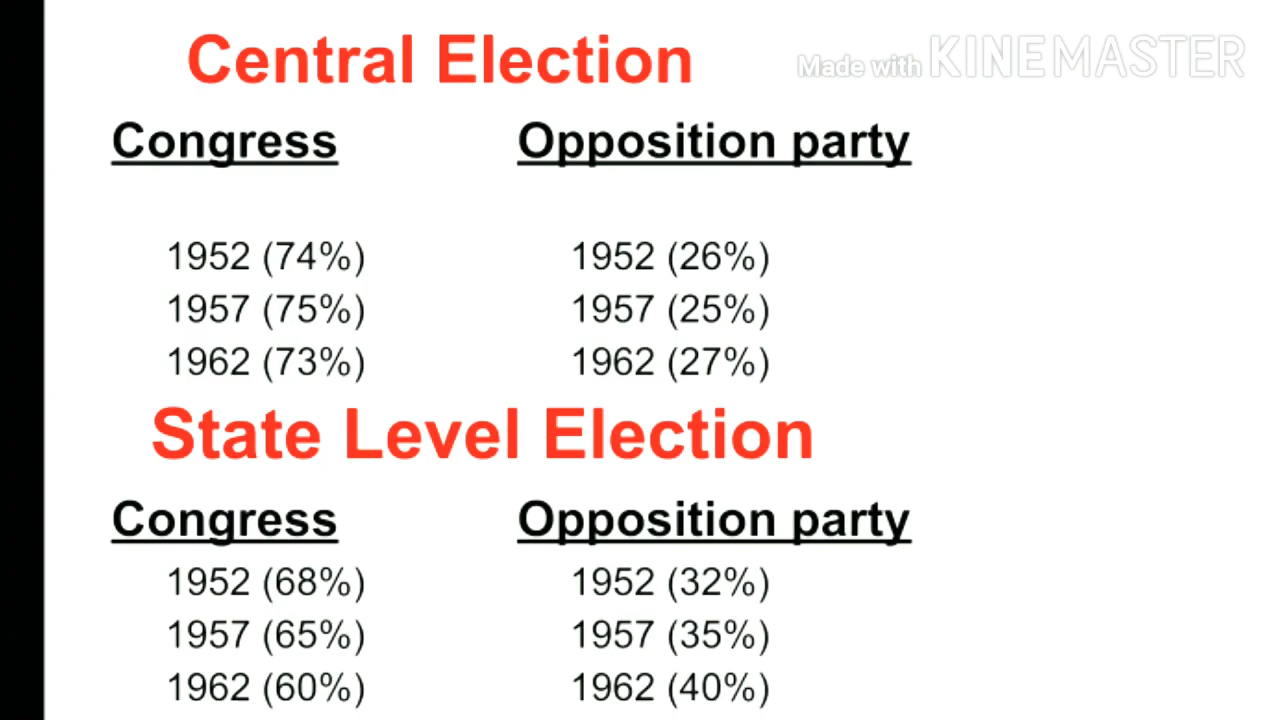 Central Election
Made with KINEMASTER
Congress Opposition party
1952 (74%) 1952 (26%)
1957 (75%) 1957 (25%)
1962 (73%) 1962 (27%)
State Level Election
Congress Opposition party
1952 (68%) 1952 (32%)
1957 (65%) 1957 (35%)
1962 (60%) 1962 (40%)